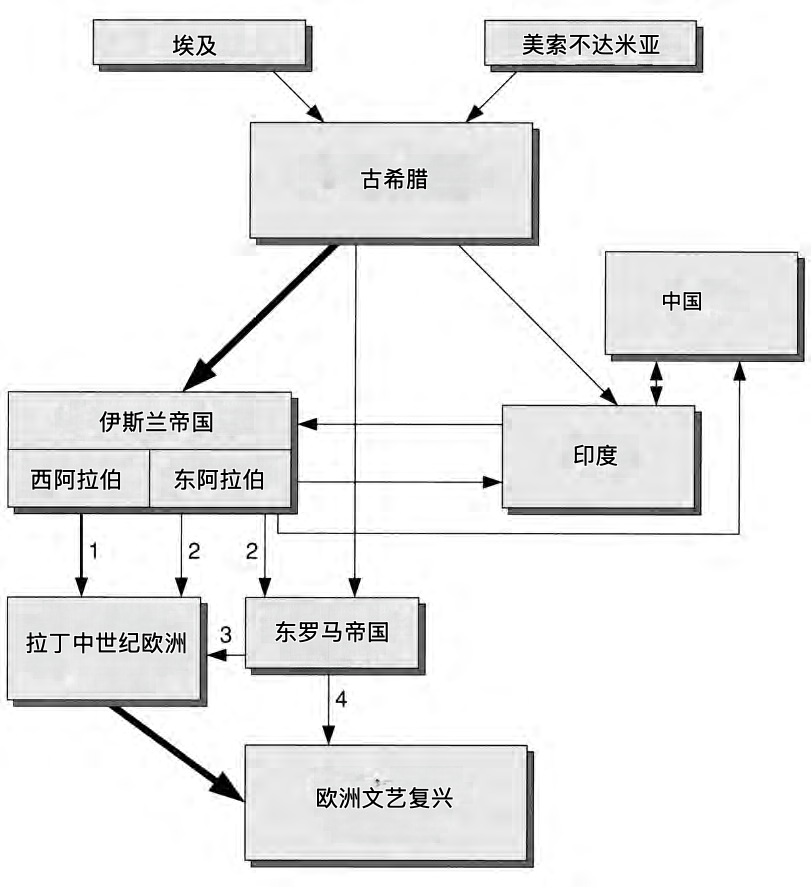 埃及
美索不达米亚
古希腊
中国
伊斯兰帝国
西阿拉伯
东阿拉伯
印度
1
2
2
拉丁中世纪欧洲
3
东罗马帝国
4
欧洲文艺复兴